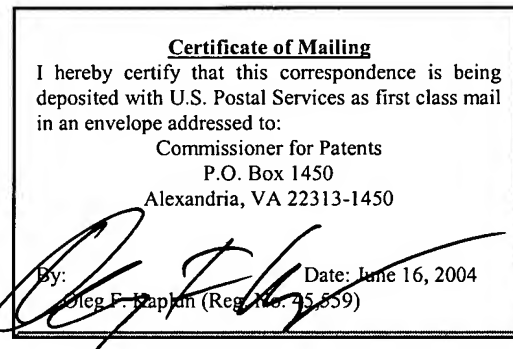 Certificate of Mailing
I hereby certify that this correspondence is being
deposited with U.S. Postal Services as first class mail
in an envelope addressed to:
Commissioner for Patents
P.O. Box 1450
Alexandria, VA 22313-1450
By: Date: June 16, 2004
Oleg F. Kaplun (Reg. No. 45,559)